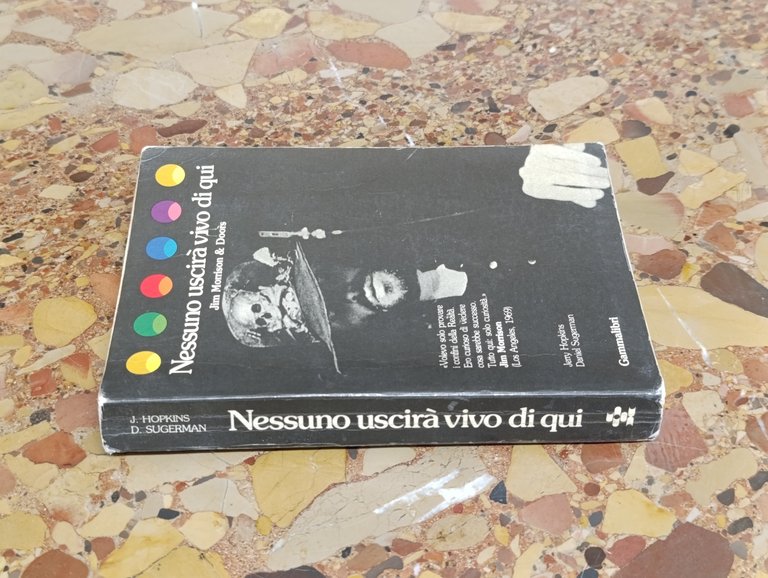 Nessuno uscirà vivo di qui
Jim Morrison & Doors
«Volevo solo provare
i confini della Realtà.
Ero curioso di vedere
cosa sarebbe successo.
Tutto qui: solo curiosità.»
Jim Morrison
(Los Angeles, 1969)
Jerry Hopkins
Daniel Sugerman
Gammalibri
J. HOPKINS
D. SUGERMAN
Nessuno uscirà vivo di qui